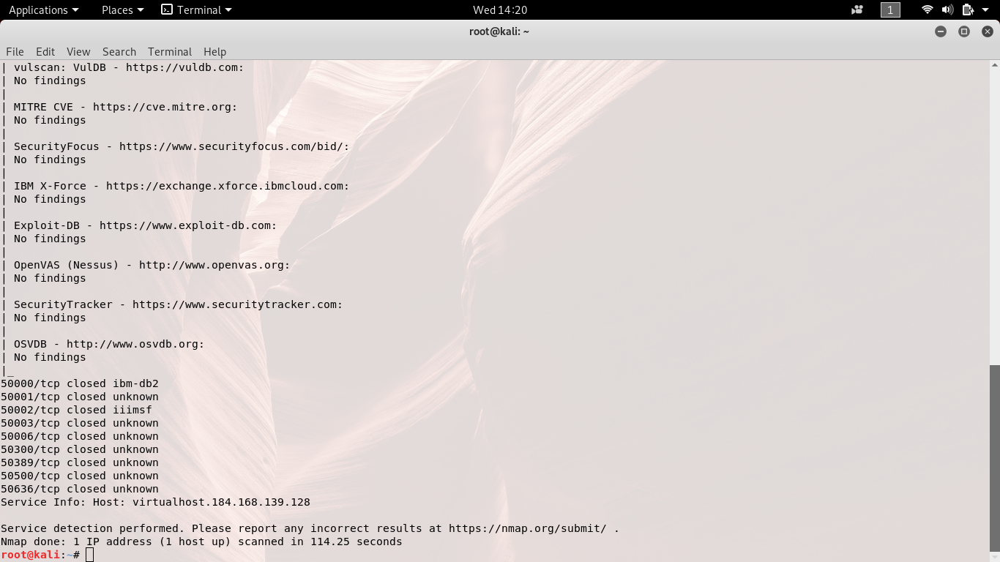 Applications Places Terminal Wed 14:20 1
root@kali: ~
File Edit View Search Terminal Help
| vulscan: VulDB - https://vuldb.com:
| No findings
|
| MITRE CVE - https://cve.mitre.org:
| No findings
|
| SecurityFocus - https://www.securityfocus.com/bid/:
| No findings
|
| IBM X-Force - https://exchange.xforce.ibmcloud.com:
| No findings
|
| Exploit-DB - https://www.exploit-db.com:
| No findings
|
| OpenVAS (Nessus) - http://www.openvas.org:
| No findings
|
| SecurityTracker - https://www.securitytracker.com:
| No findings
|
| OSVDB - http://www.osvdb.org:
| No findings
|_
50000/tcp closed ibm-db2
50001/tcp closed unknown
50002/tcp closed iiimsf
50003/tcp closed unknown
50006/tcp closed unknown
50300/tcp closed unknown
50389/tcp closed unknown
50500/tcp closed unknown
50636/tcp closed unknown
Service Info: Host: virtualhost.184.168.139.128

Service detection performed. Please report any incorrect results at https://nmap.org/submit/ .
Nmap done: 1 IP address (1 host up) scanned in 114.25 seconds
root@kali:~#